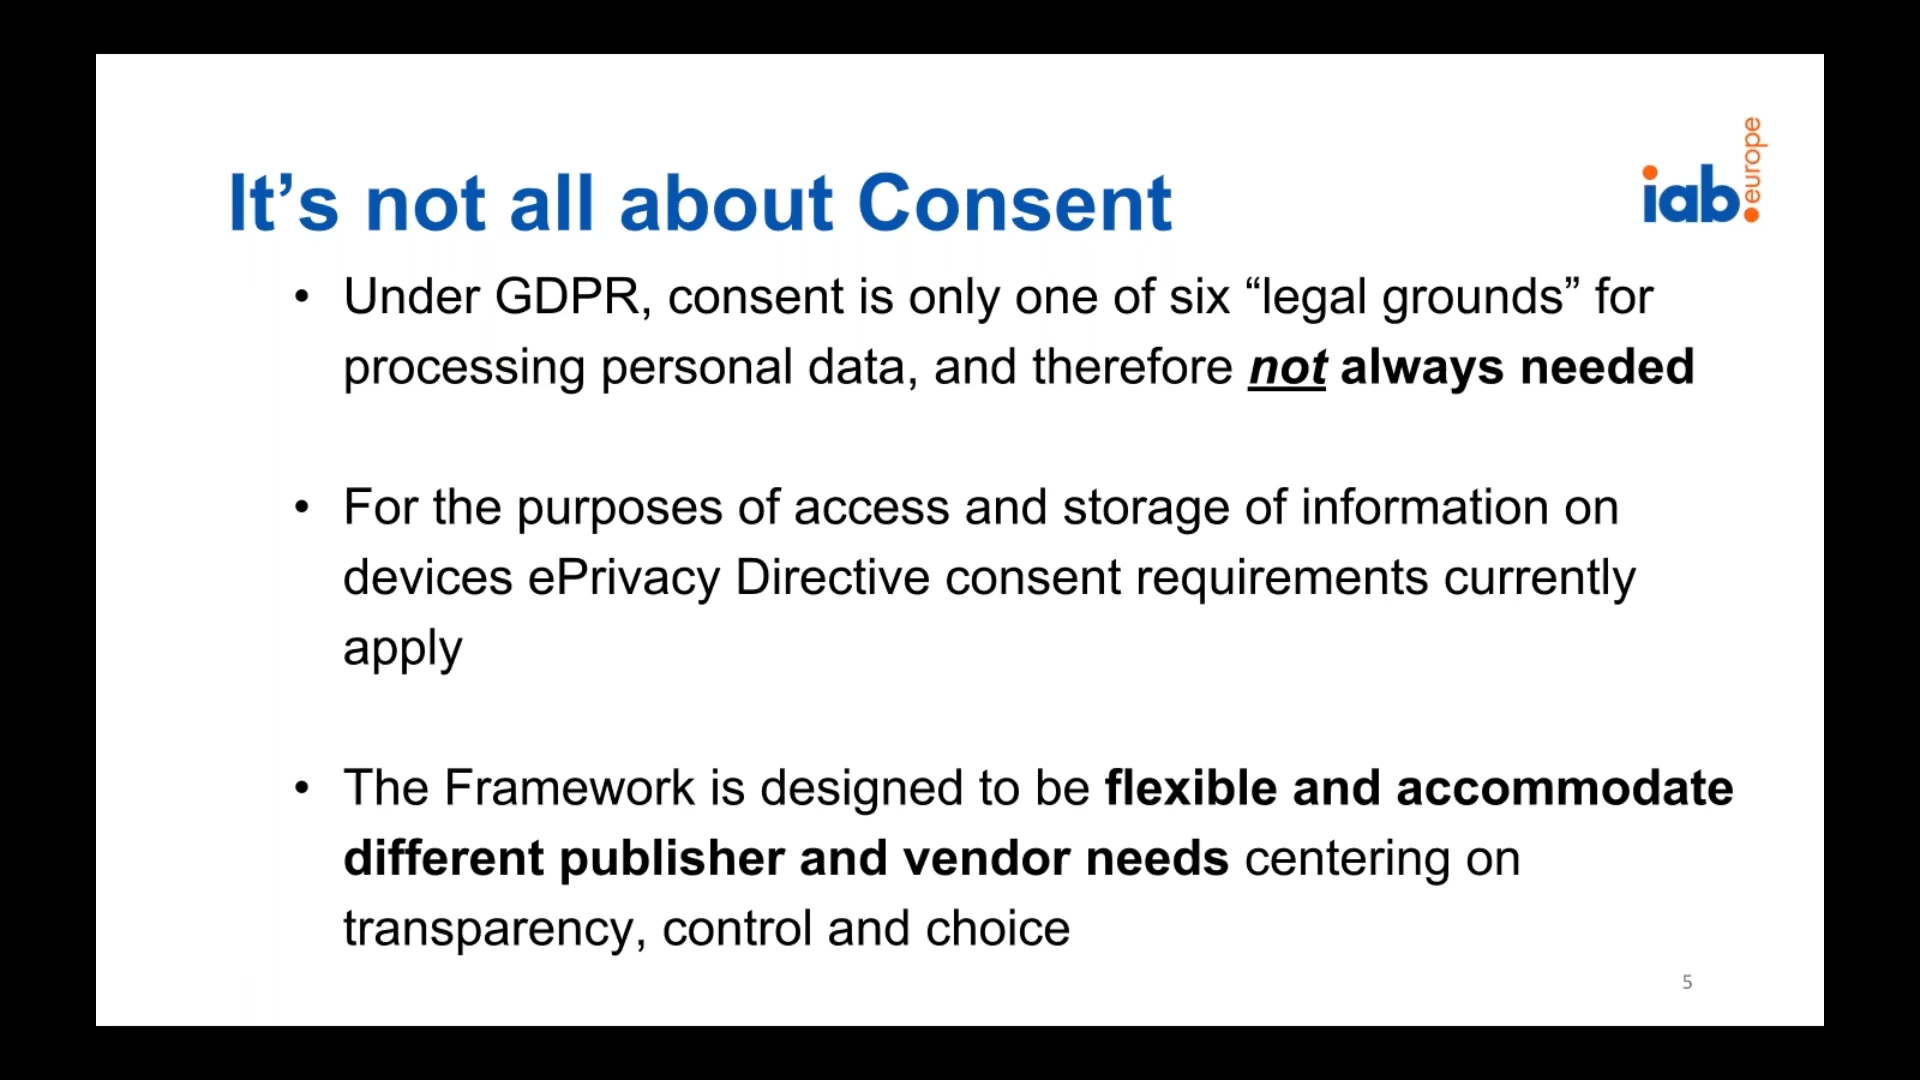 It’s not all about Consent
iab europe
• Under GDPR, consent is only one of six “legal grounds” for
processing personal data, and therefore not always needed
• For the purposes of access and storage of information on
devices ePrivacy Directive consent requirements currently
apply
• The Framework is designed to be flexible and accommodate
different publisher and vendor needs centering on
transparency, control and choice
5